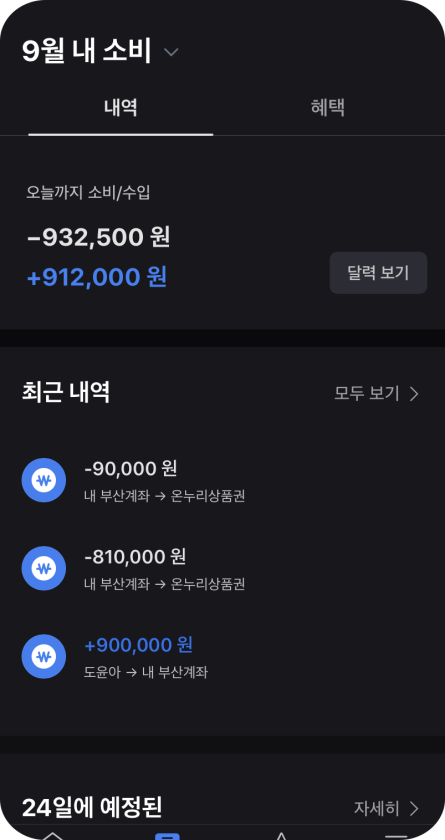 9월 내 소비
내역 혜택
오늘까지 소비/수입
−932,500 원
+912,000 원
달력 보기
최근 내역 모두 보기 >
-90,000 원
내 부산계좌 → 온누리상품권
-810,000 원
내 부산계좌 → 온누리상품권
+900,000 원
도윤아 → 내 부산계좌
24일에 예정된 자세히 >